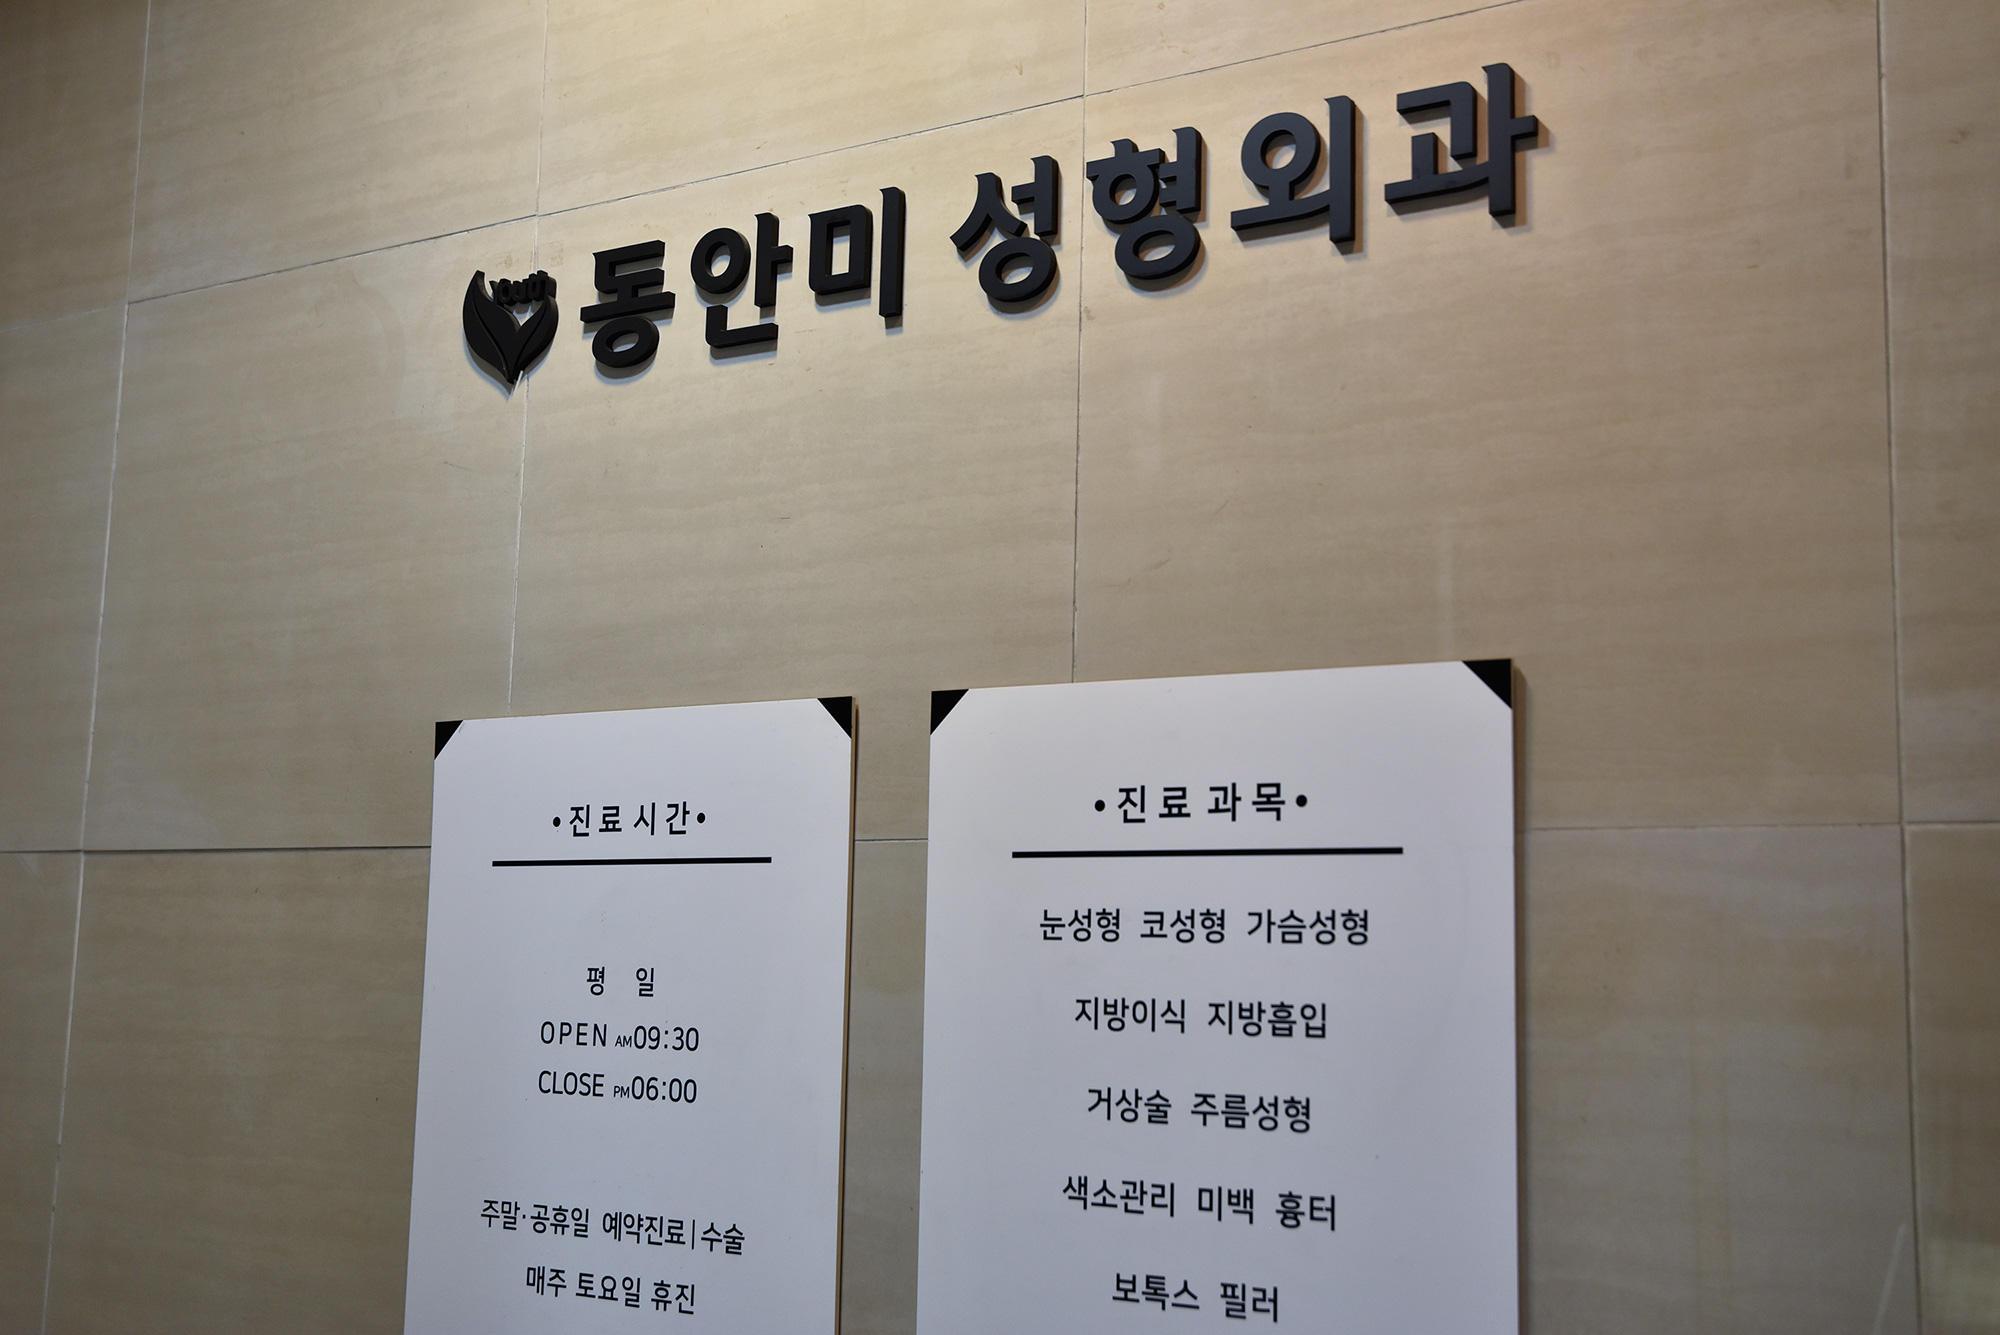 Youth
동안미 성형외과
•진료시간•
평 일
OPEN AM09:30
CLOSE PM06:00
주말·공휴일 예약진료|수술
매주 토요일 휴진
•진료과목•
눈성형 코성형 가슴성형
지방이식 지방흡입
거상술 주름성형
색소관리 미백 흉터
보톡스 필러